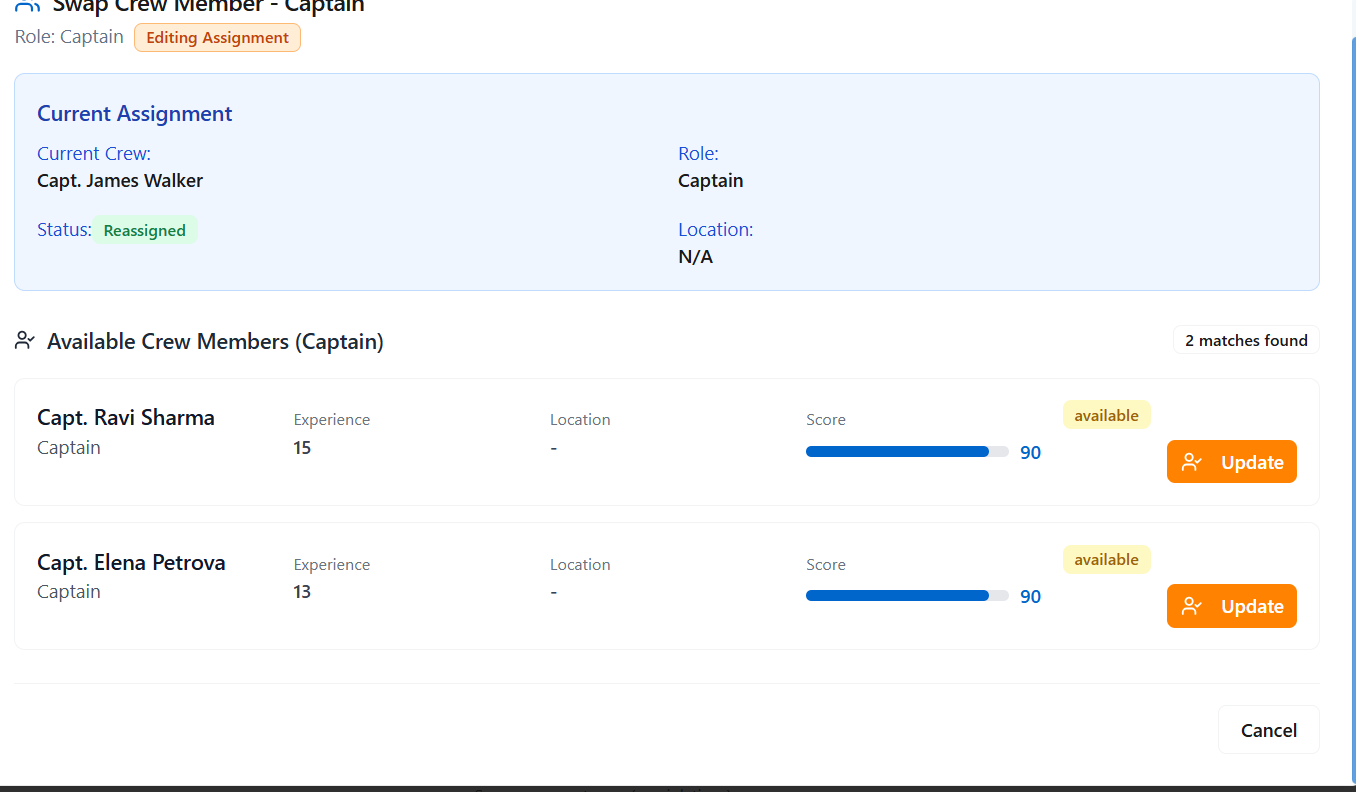 Swap Crew Member - Captain
Role: Captain Editing Assignment
Current Assignment
Current Crew: Role:
Capt. James Walker Captain
Status: Reassigned Location:
N/A
Available Crew Members (Captain) 2 matches found
Capt. Ravi Sharma Experience Location Score available
Captain 15 - 90 Update
Capt. Elena Petrova Experience Location Score available
Captain 13 - 90 Update
Cancel